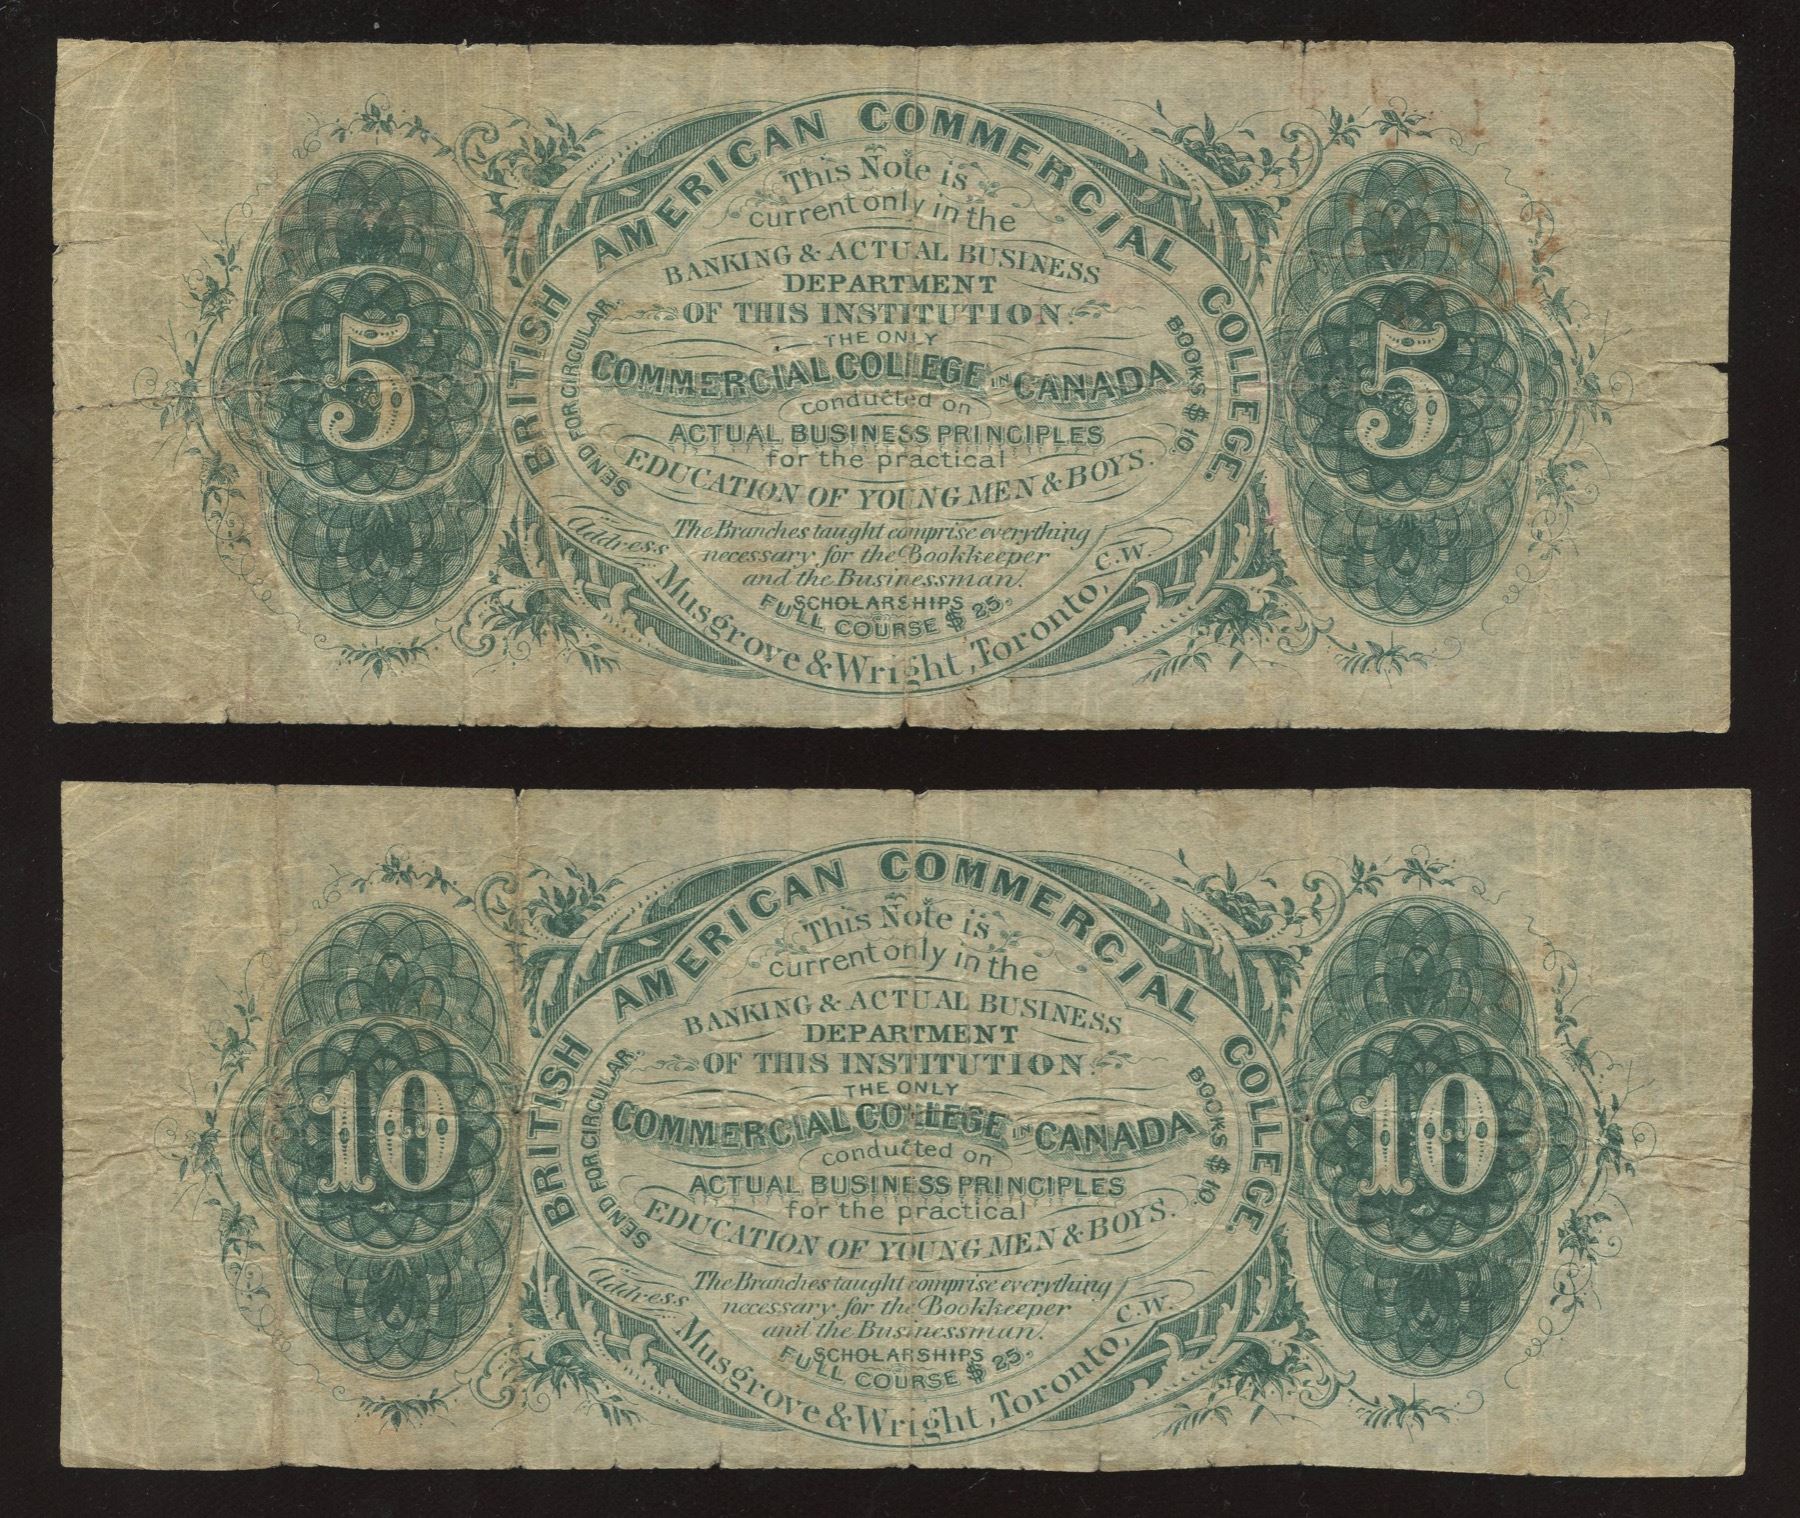 BRITISH AMERICAN COMMERCIAL COLLEGE.
This Note is
current only in the
BANKING & ACTUAL BUSINESS
DEPARTMENT
OF THIS INSTITUTION.
THE ONLY
COMMERCIAL COLLEGE IN CANADA
conducted on
ACTUAL BUSINESS PRINCIPLES
for the practical
EDUCATION OF YOUNG MEN & BOYS.
SEND FOR CIRCULAR.
BOOKS $10.
5
5
The Branches taught comprise everything
necessary for the Bookkeeper
and the Businessman.
SCHOLARSHIPS
FULL COURSE $25.
Address Musgrove & Wright, Toronto, C.W.
BRITISH AMERICAN COMMERCIAL COLLEGE.
This Note is
current only in the
BANKING & ACTUAL BUSINESS
DEPARTMENT
OF THIS INSTITUTION.
THE ONLY
COMMERCIAL COLLEGE IN CANADA
conducted on
ACTUAL BUSINESS PRINCIPLES
for the practical
EDUCATION OF YOUNG MEN & BOYS.
SEND FOR CIRCULAR.
BOOKS $10.
10
10
The Branches taught comprise everything
necessary for the Bookkeeper
and the Businessman.
SCHOLARSHIPS
FULL COURSE $25.
Address Musgrove & Wright, Toronto, C.W.